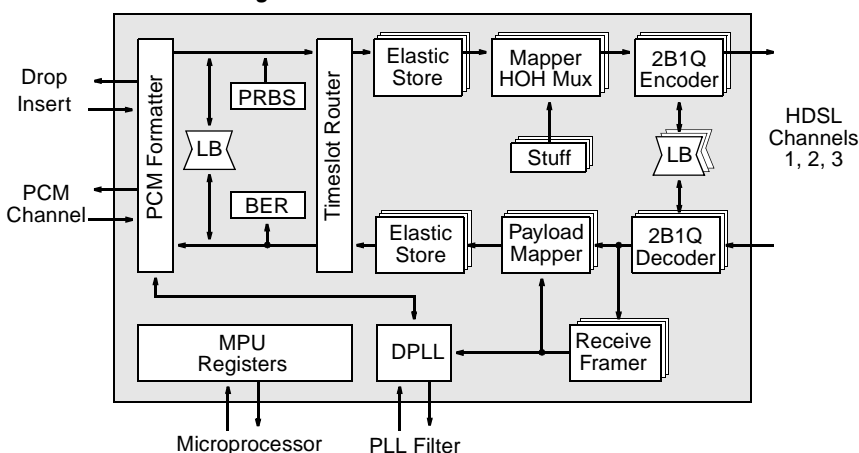 Drop
Insert
PCM
Channel
PCM Formatter
PRBS
LB
BER
Timeslot Router
Elastic
Store
Mapper
HOH Mux
2B1Q
Encoder
Stuff
LB
HDSL
Channels
1, 2, 3
Elastic
Store
Payload
Mapper
2B1Q
Decoder
MPU
Registers
DPLL
Receive
Framer
Microprocessor
PLL Filter